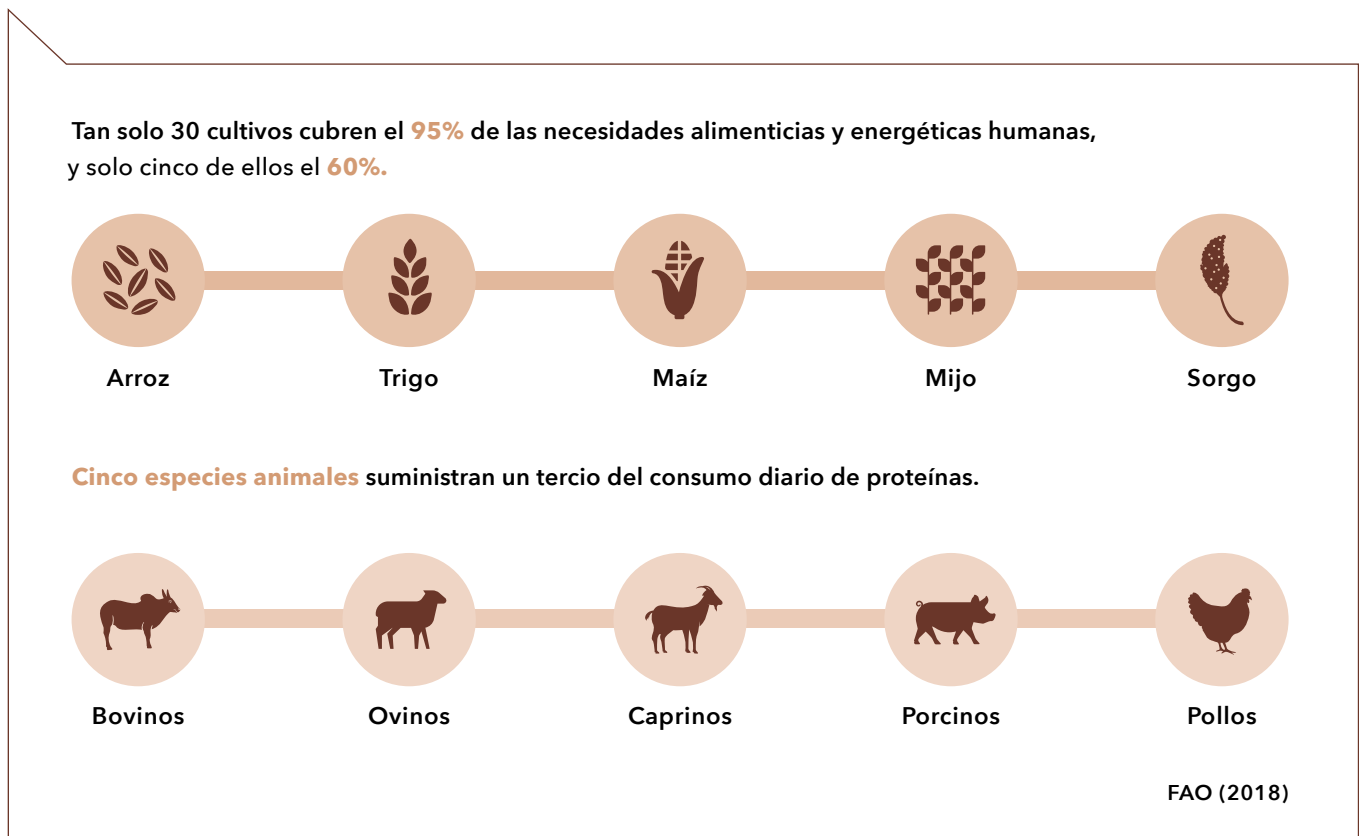 Tan solo 30 cultivos cubren el 95% de las necesidades alimenticias y energéticas humanas,
y solo cinco de ellos el 60%.
Arroz
Trigo
Maíz
Mijo
Sorgo
Cinco especies animales suministran un tercio del consumo diario de proteínas.
Bovinos
Ovinos
Caprinos
Porcinos
Pollos
FAO (2018)